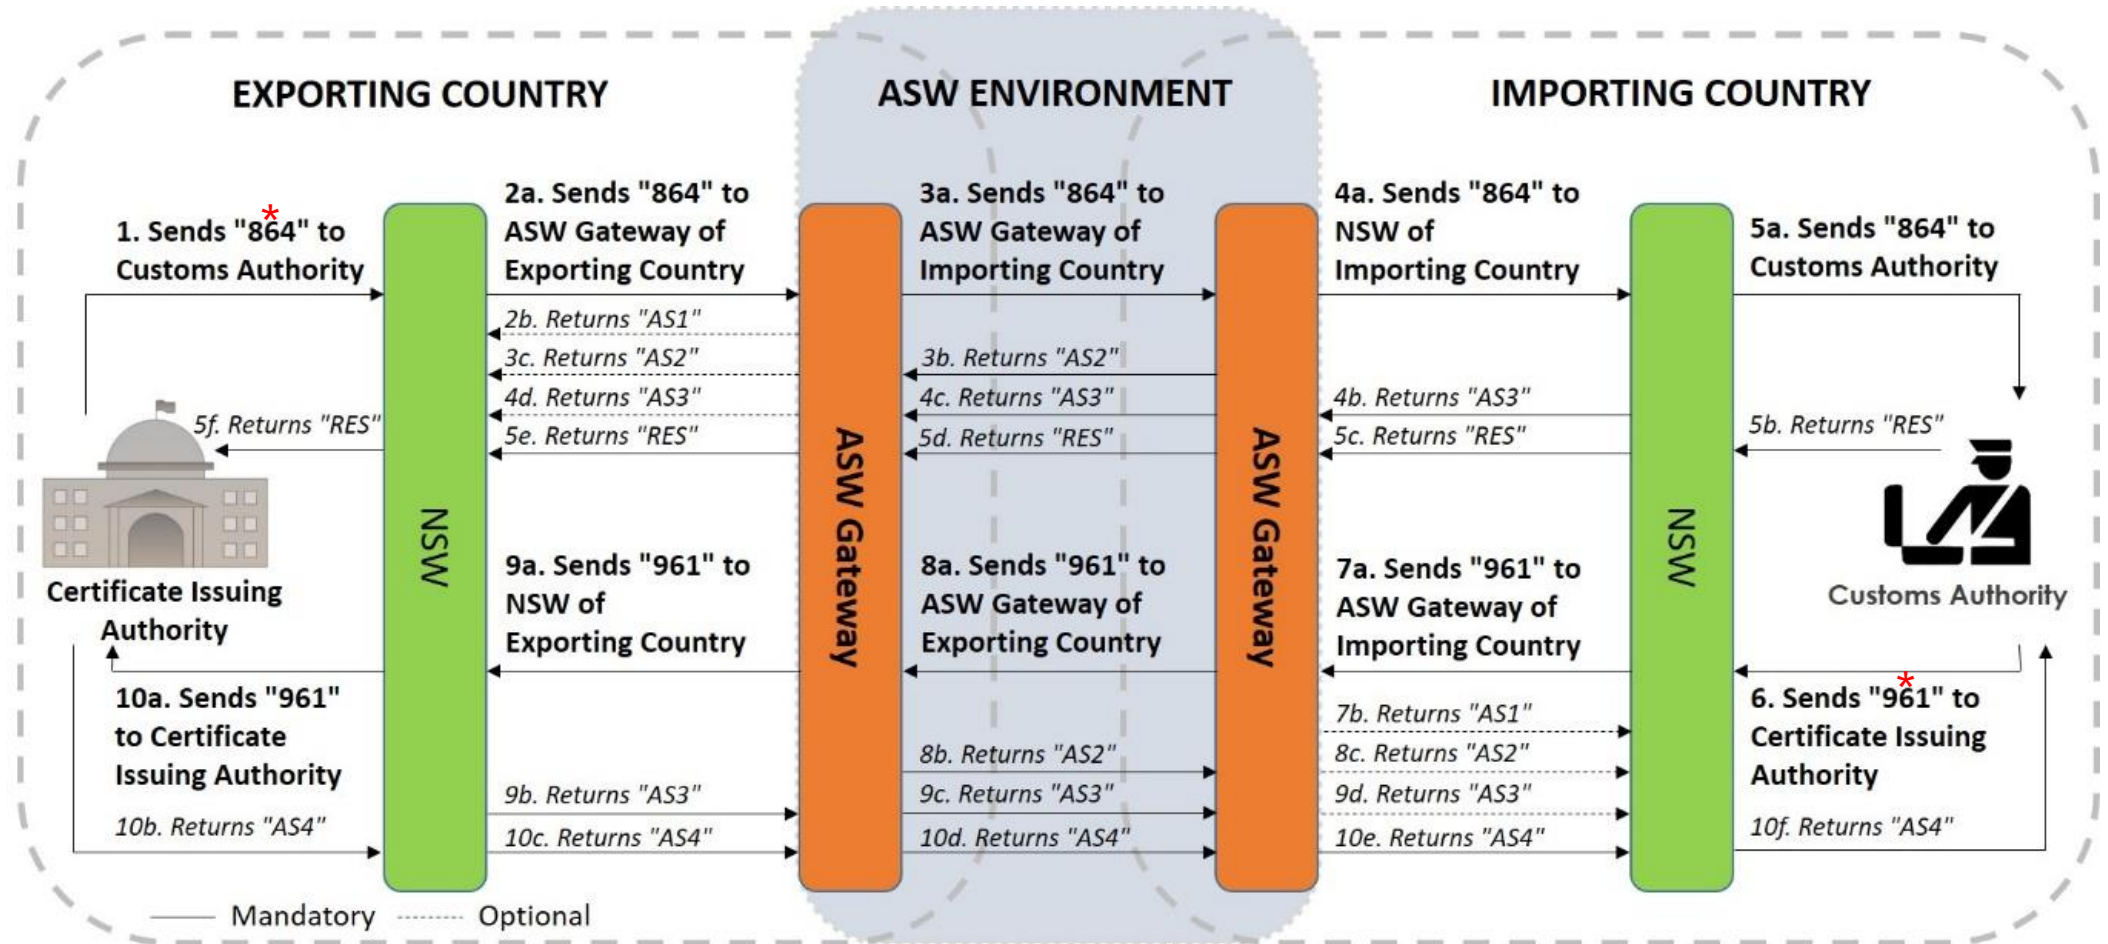 EXPORTING COUNTRY
ASW ENVIRONMENT
IMPORTING COUNTRY
1. Sends "864" to
Customs Authority
*
2a. Sends "864" to
ASW Gateway of
Exporting Country
3a. Sends "864" to
ASW Gateway of
Importing Country
4a. Sends "864" to
NSW of
Importing Country
5a. Sends "864" to
Customs Authority
2b. Returns "AS1"
3c. Returns "AS2"
4d. Returns "AS3"
5e. Returns "RES"
3b. Returns "AS2"
4c. Returns "AS3"
5d. Returns "RES"
4b. Returns "AS3"
5c. Returns "RES"
5b. Returns "RES"
5f. Returns "RES"
NSW
ASW Gateway
ASW Gateway
NSW
Certificate Issuing
Authority
Customs Authority
9a. Sends "961" to
NSW of
Exporting Country
8a. Sends "961" to
ASW Gateway of
Exporting Country
7a. Sends "961" to
ASW Gateway of
Importing Country
*
6. Sends "961" to
Certificate Issuing
Authority
10a. Sends "961"
to Certificate
Issuing Authority
7b. Returns "AS1"
8c. Returns "AS2"
9d. Returns "AS3"
10e. Returns "AS4"
8b. Returns "AS2"
9c. Returns "AS3"
10d. Returns "AS4"
9b. Returns "AS3"
10c. Returns "AS4"
10b. Returns "AS4"
10f. Returns "AS4"
Mandatory
Optional